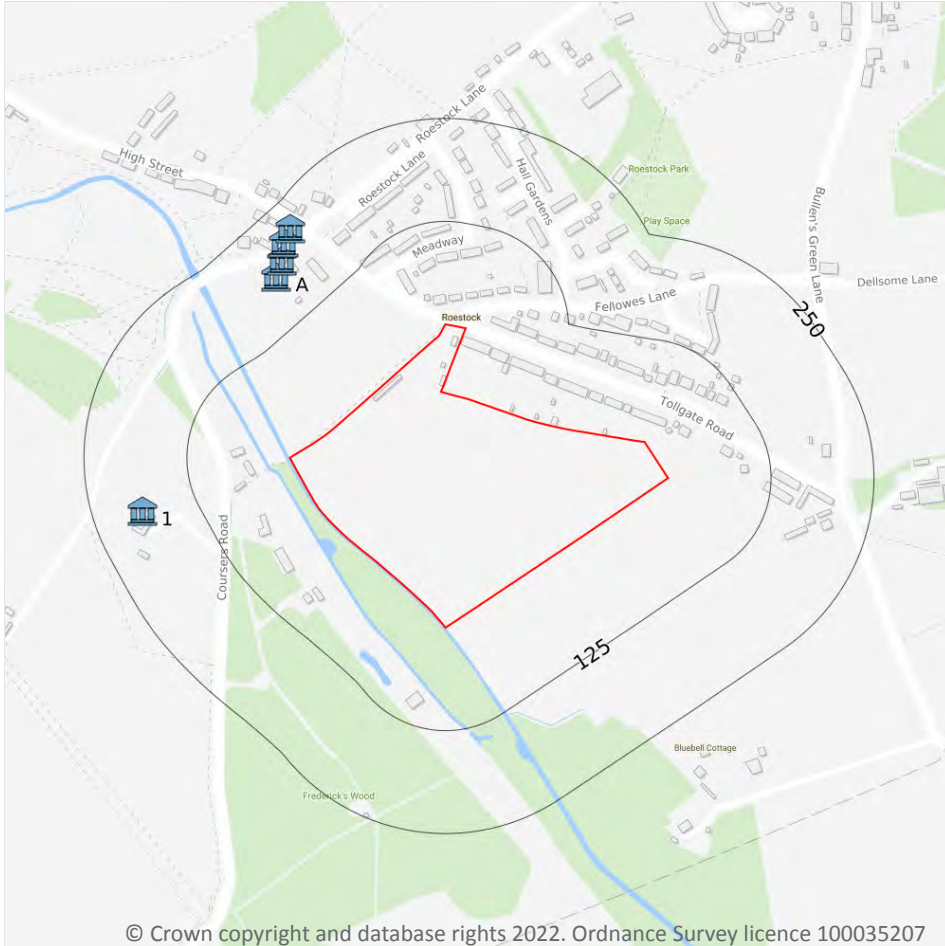 Roestock Lane
High Street
Roestock Lane
Hall Gardens
Roestock Park
Play Space
Bullen's Green Lane
Meadway
A
Dellsome Lane
Fellowes Lane
250
Roestock
Tollgate Road
1
Coursers Road
125
Bluebell Cottage
Frederick's Wood
© Crown copyright and database rights 2022. Ordnance Survey licence 100035207